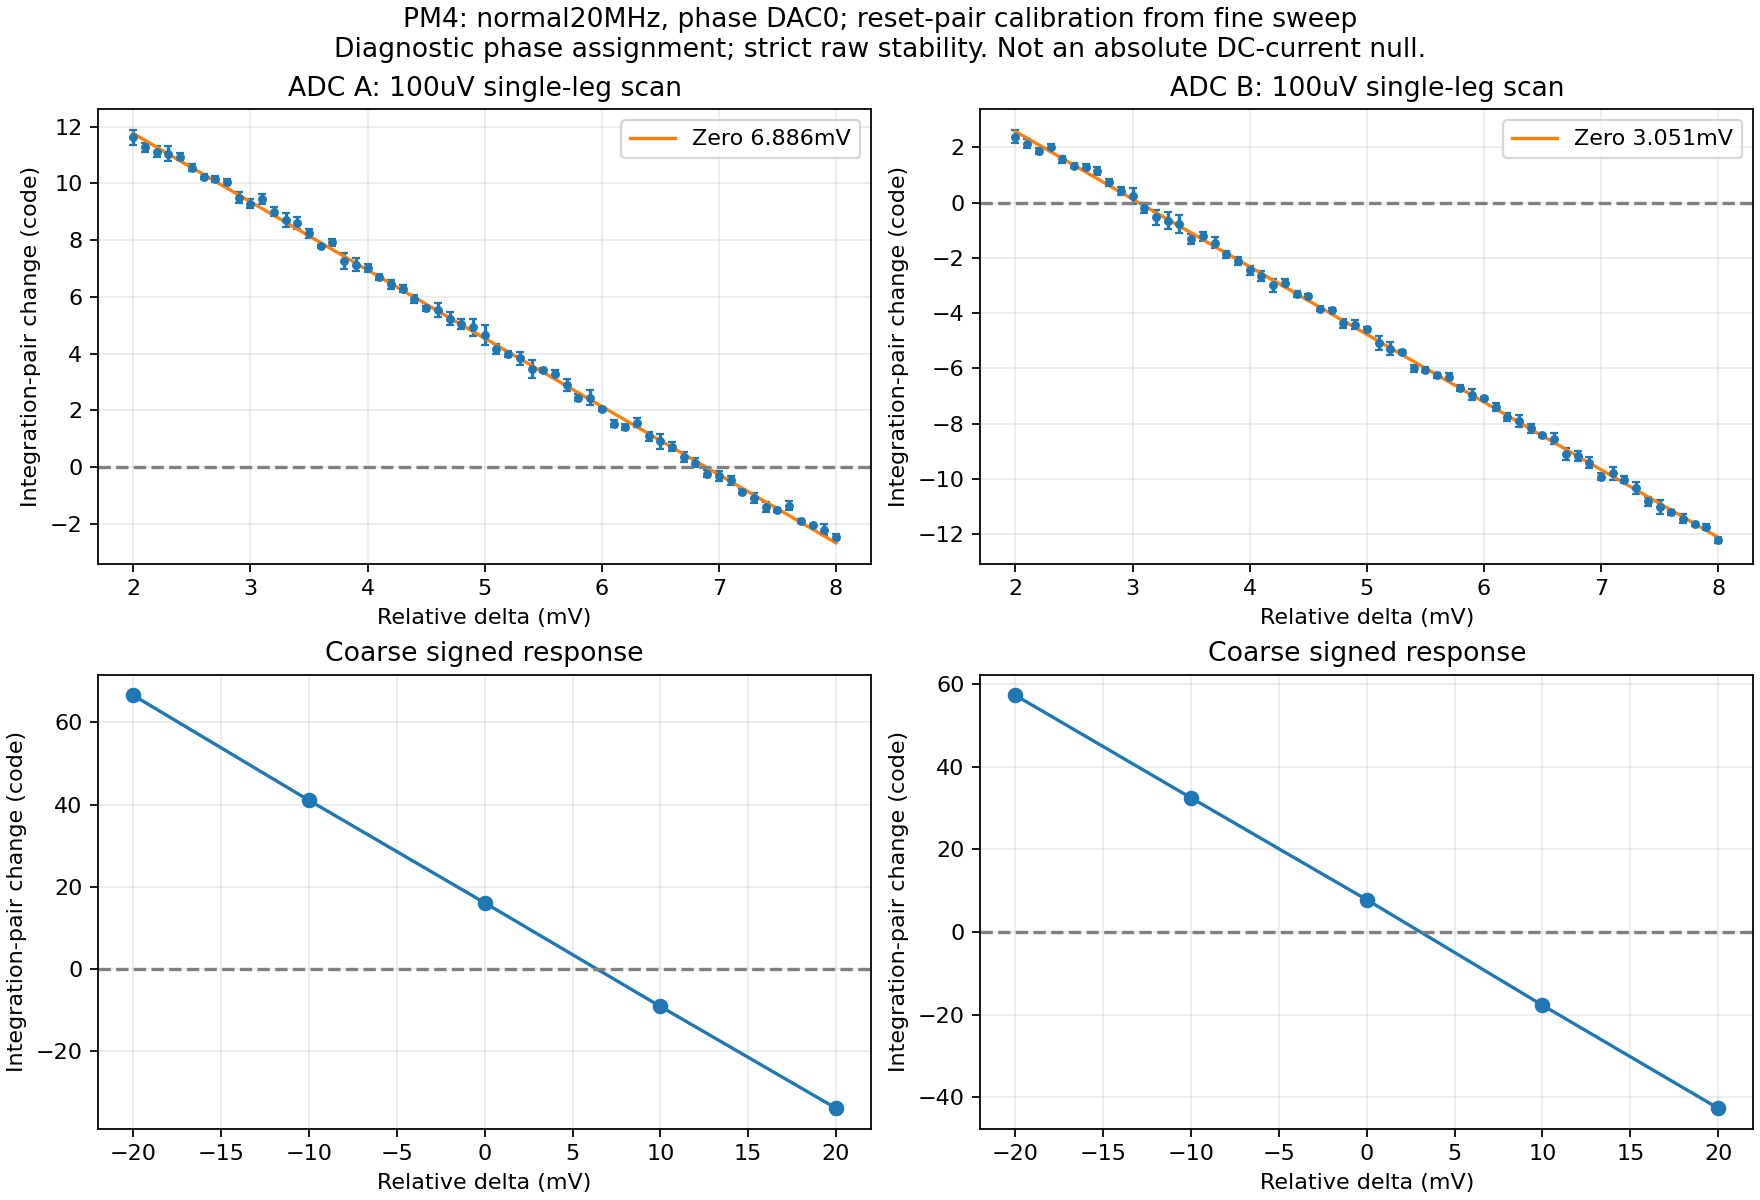 PM4: normal20MHz, phase DAC0; reset-pair calibration from fine sweep
Diagnostic phase assignment; strict raw stability. Not an absolute DC-current null.
ADC A: 100uV single-leg scan
Zero 6.886mV
Integration-pair change (code)
12
10
8
6
4
2
0
−2
2 3 4 5 6 7 8
Relative delta (mV)
ADC B: 100uV single-leg scan
Zero 3.051mV
Integration-pair change (code)
2
0
−2
−4
−6
−8
−10
−12
2 3 4 5 6 7 8
Relative delta (mV)
Coarse signed response
Integration-pair change (code)
60
40
20
0
−20
−20 −15 −10 −5 0 5 10 15 20
Relative delta (mV)
Coarse signed response
Integration-pair change (code)
60
40
20
0
−20
−40
−20 −15 −10 −5 0 5 10 15 20
Relative delta (mV)